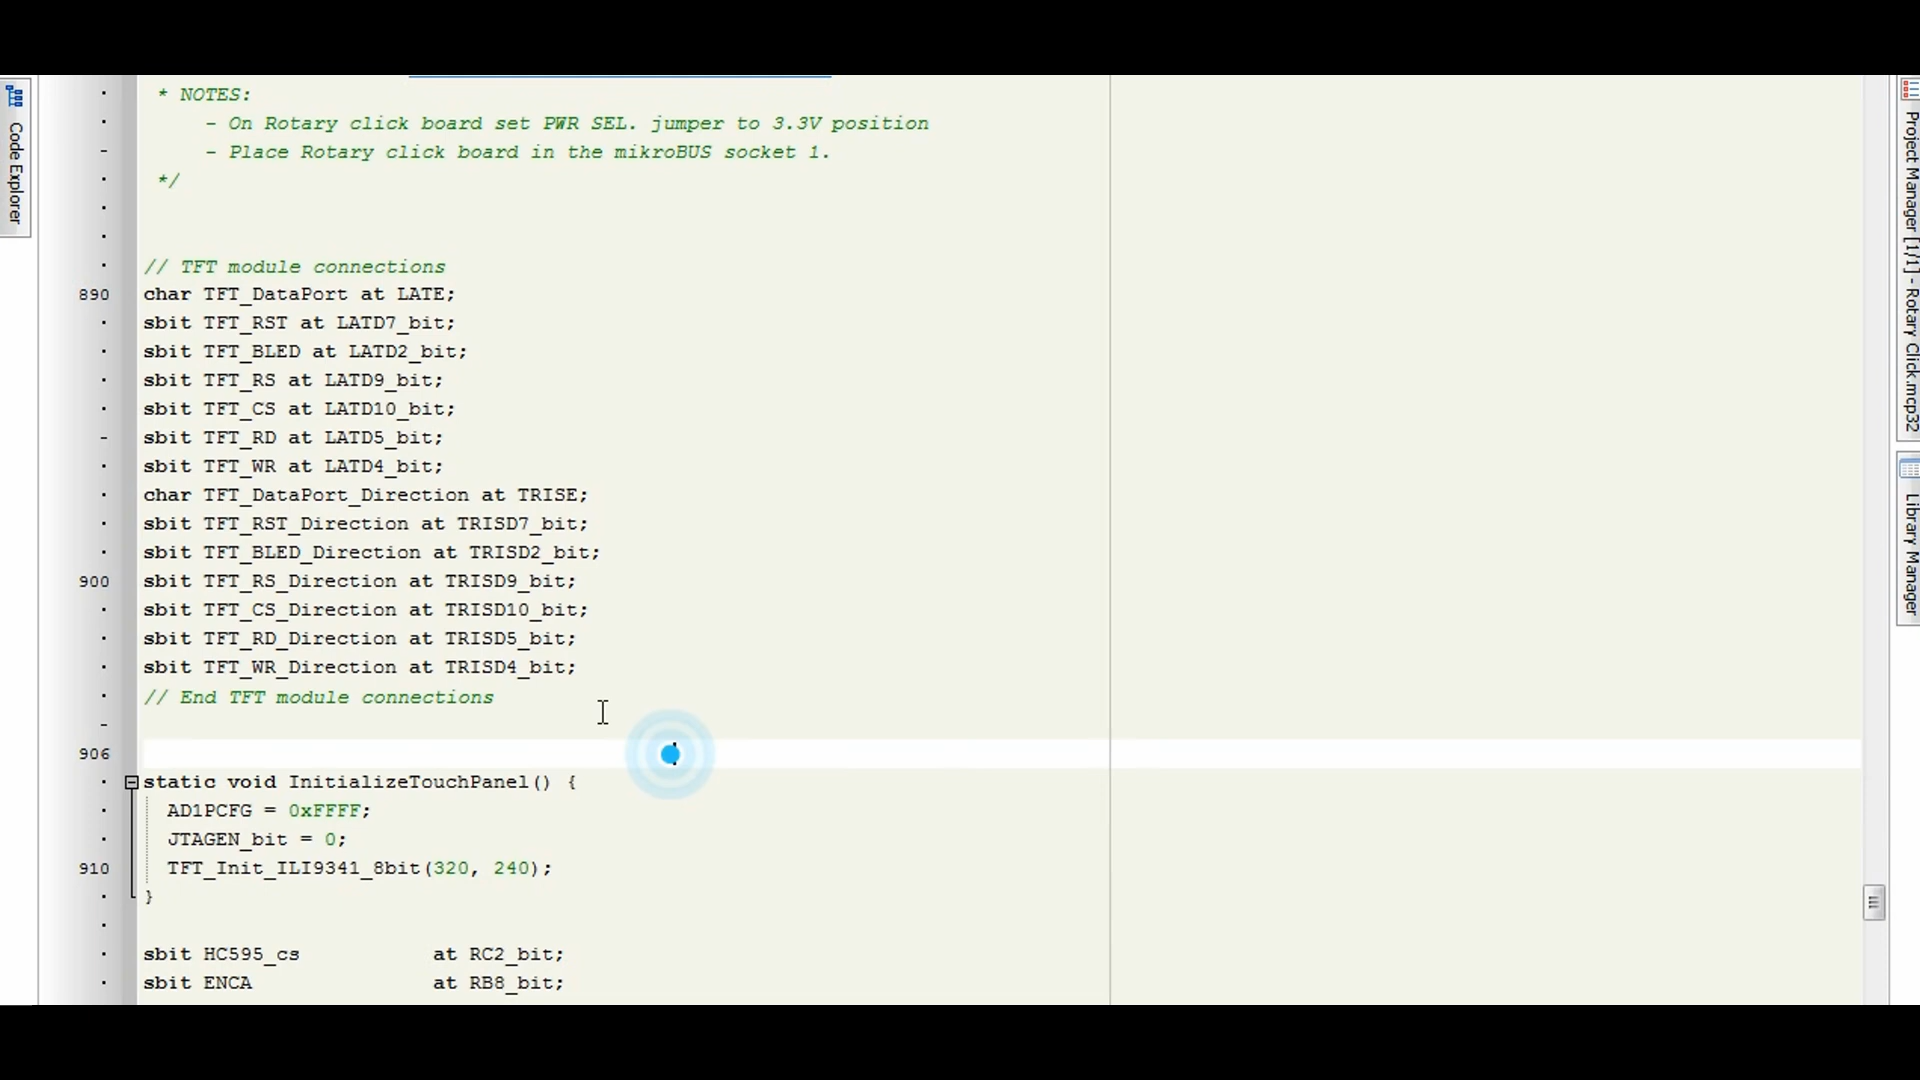 Code Explorer
* NOTES:
- On Rotary click board set PWR SEL. jumper to 3.3V position
- Place Rotary click board in the mikroBUS socket 1.
*/
// TFT module connections
890 char TFT_DataPort at LATE;
sbit TFT_RST at LATD7_bit;
sbit TFT_BLED at LATD2_bit;
sbit TFT_RS at LATD9_bit;
sbit TFT_CS at LATD10_bit;
sbit TFT_RD at LATD5_bit;
sbit TFT_WR at LATD4_bit;
char TFT_DataPort_Direction at TRISE;
sbit TFT_RST_Direction at TRISD7_bit;
sbit TFT_BLED_Direction at TRISD2_bit;
900 sbit TFT_RS_Direction at TRISD9_bit;
sbit TFT_CS_Direction at TRISD10_bit;
sbit TFT_RD_Direction at TRISD5_bit;
sbit TFT_WR_Direction at TRISD4_bit;
// End TFT module connections
906
static void InitializeTouchPanel() {
AD1PCFG = 0xFFFF;
JTAGEN_bit = 0;
910 TFT_Init_ILI9341_8bit(320, 240);
}
sbit HC595_cs at RC2_bit;
sbit ENCA at RB8_bit;
Project Manager [1/1] - Rotary Click.mcp32
Library Manager